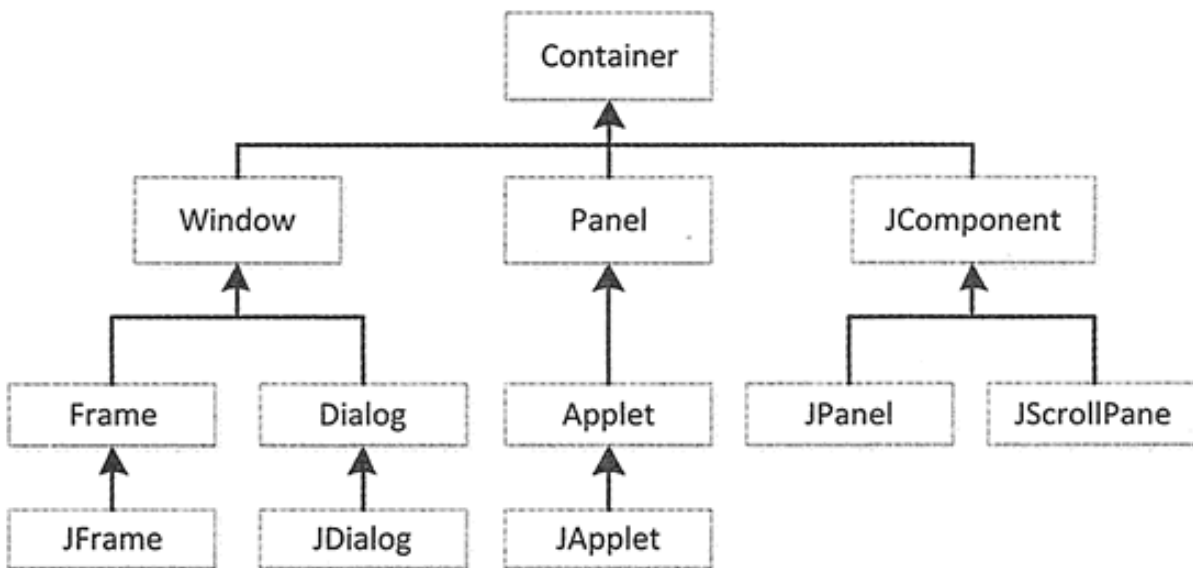 Container
Window
Panel
JComponent
Frame
Dialog
Applet
JPanel
JScrollPane
JFrame
JDialog
JApplet